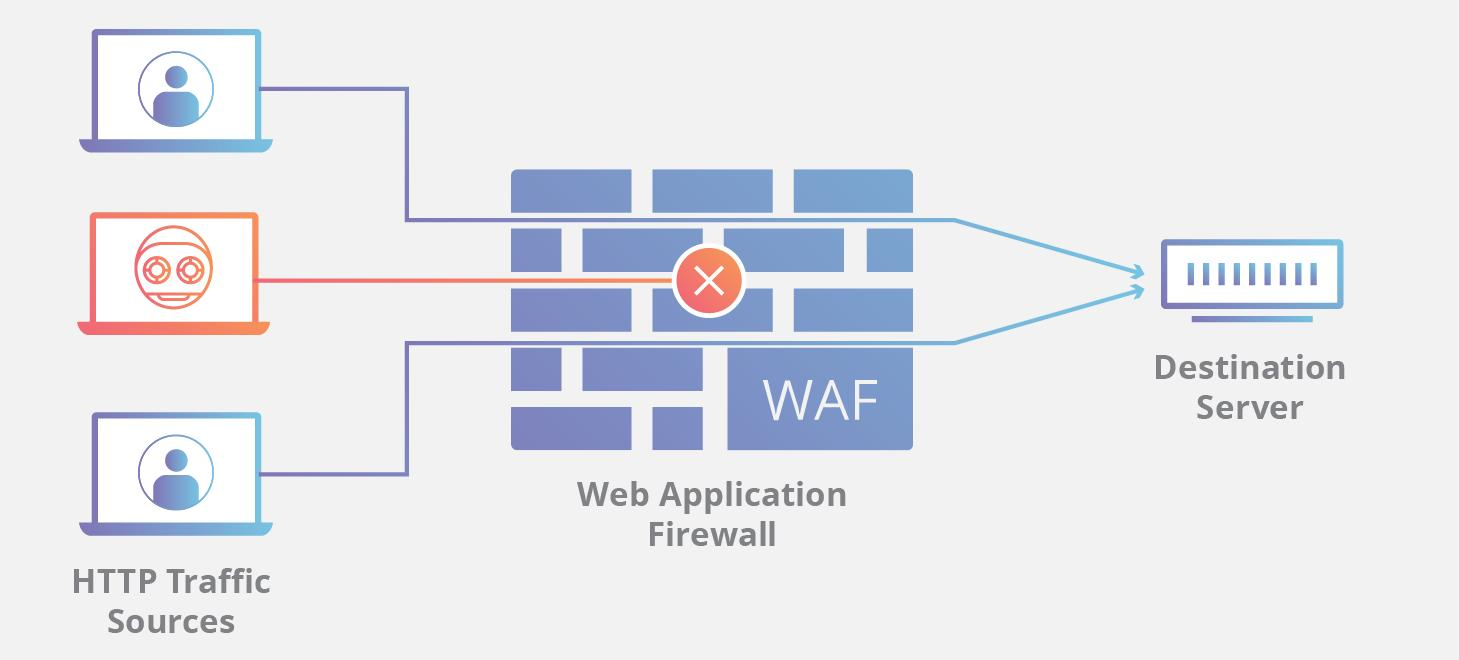 WAF
Web Application
Firewall
Destination
Server
HTTP Traffic
Sources